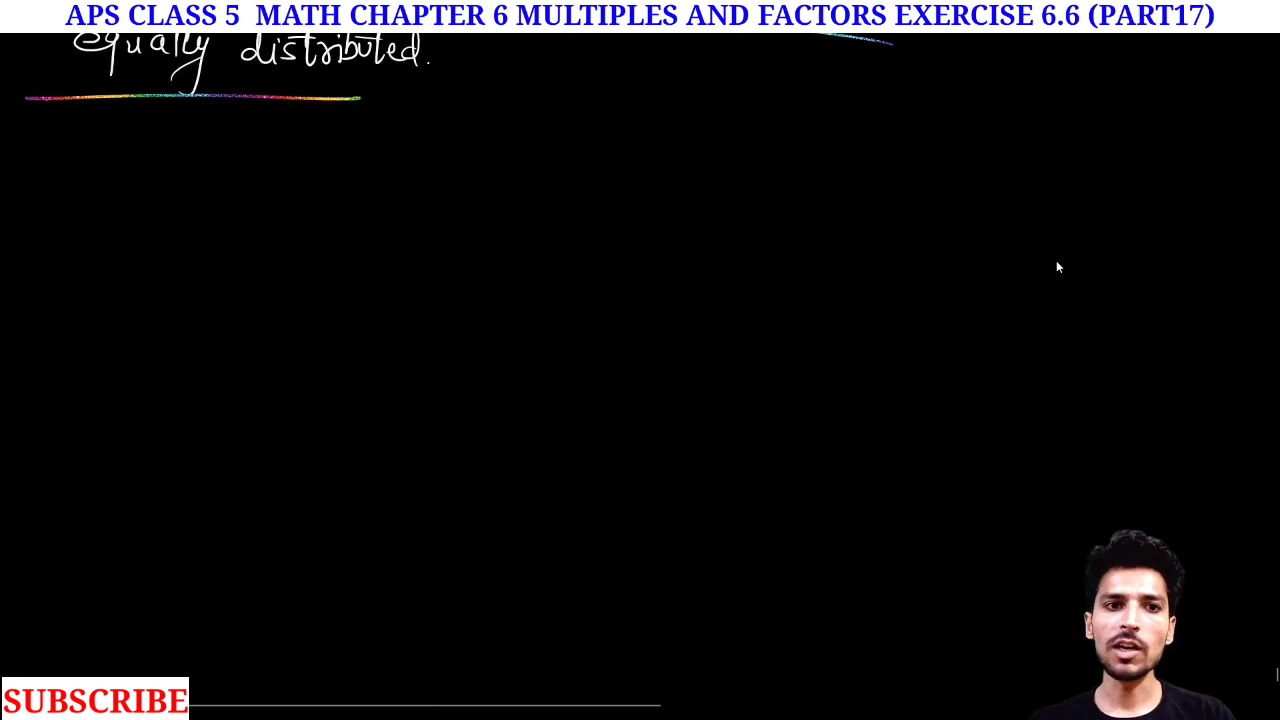 APS CLASS 5 MATH CHAPTER 6 MULTIPLES AND FACTORS EXERCISE 6.6 (PART17)
equally distributed.
SUBSCRIBE